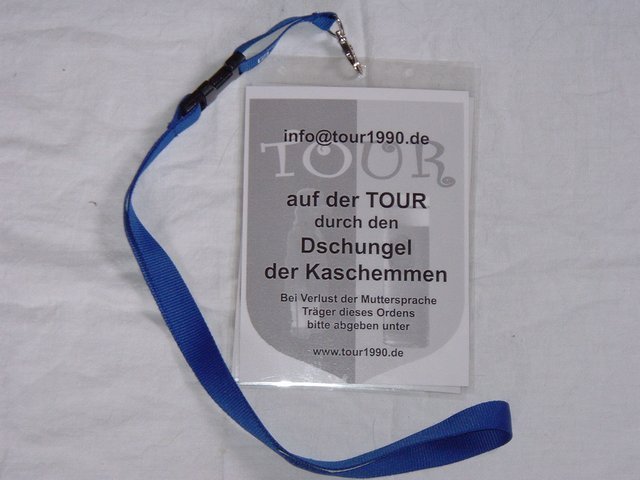 info@tour1990.de
TOUR
auf der TOUR
durch den
Dschungel
der Kaschemmen
Bei Verlust der Muttersprache
Träger dieses Ordens
bitte abgeben unter
www.tour1990.de